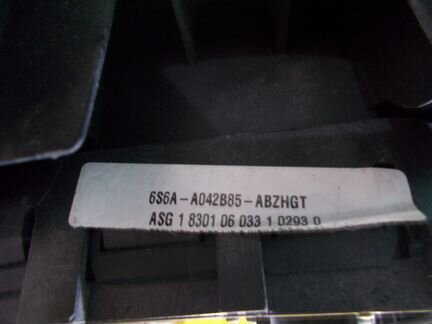 6S6A-A042B85-ABZHGT
ASG 1 8301 06 033 1 0293 0